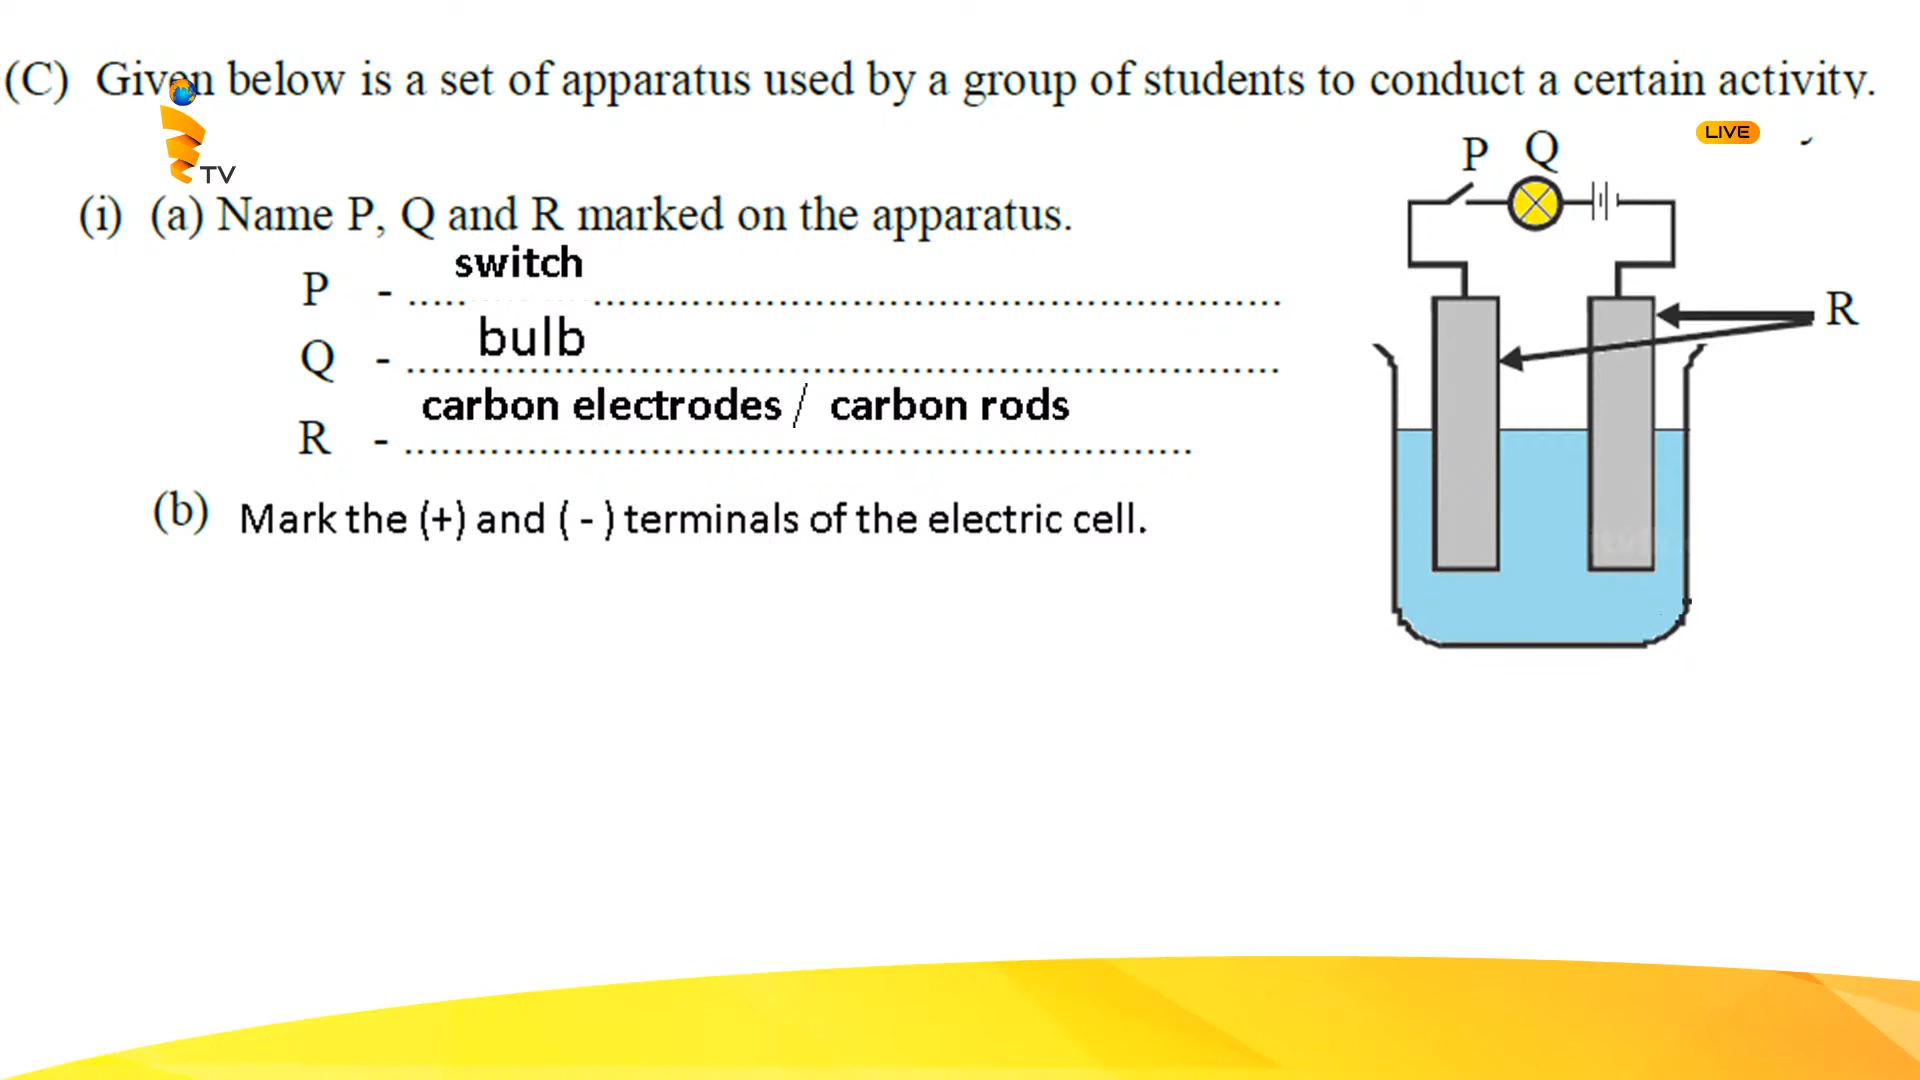 (C) Given below is a set of apparatus used by a group of students to conduct a certain activity.
LIVE
TV
P Q
(i) (a) Name P, Q and R marked on the apparatus.
switch
P - ..............................................................
R
bulb
Q - ..............................................................
carbon electrodes / carbon rods
R - ..............................................................
(b) Mark the (+) and ( - ) terminals of the electric cell.